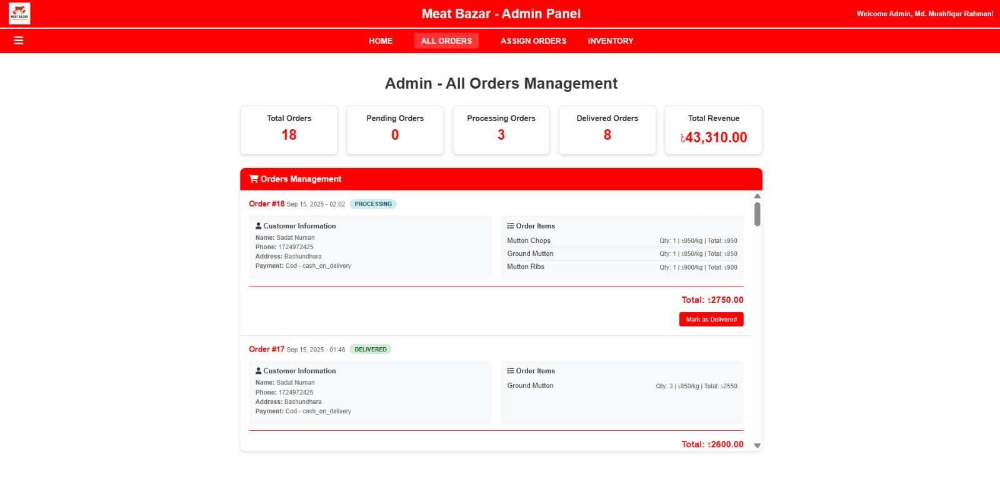 MEAT BAZAR
Meat Bazar - Admin Panel
Welcome Admin, Md. Mushfiqur Rahman!
HOME
ALL ORDERS
ASSIGN ORDERS
INVENTORY
Admin - All Orders Management
Total Orders
18
Pending Orders
0
Processing Orders
3
Delivered Orders
8
Total Revenue
৳43,310.00
Orders Management
Order #18 Sep 15, 2025 - 02:02 PROCESSING
Customer Information
Name: Sadat Numan
Phone: 1724972425
Address: Bashundhara
Payment: Cod - cash_on_delivery
Order Items
Mutton Chops Qty: 1 | ৳950/kg | Total: ৳950
Ground Mutton Qty: 1 | ৳850/kg | Total: ৳850
Mutton Ribs Qty: 1 | ৳900/kg | Total: ৳900
Total: ৳2750.00
Mark as Delivered
Order #17 Sep 15, 2025 - 01:46 DELIVERED
Customer Information
Name: Sadat Numan
Phone: 1724972425
Address: Bashundhara
Payment: Cod - cash_on_delivery
Order Items
Ground Mutton Qty: 3 | ৳850/kg | Total: ৳2550
Total: ৳2600.00